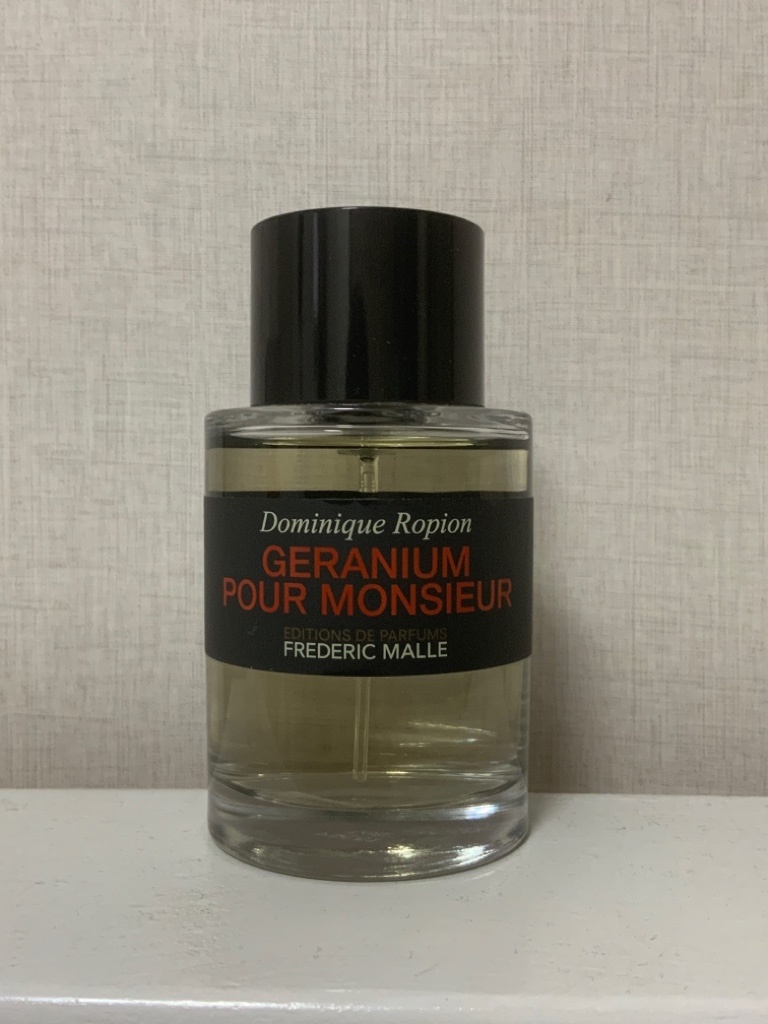 Dominique Ropion
GERANIUM
POUR MONSIEUR
EDITIONS DE PARFUMS
FREDERIC MALLE